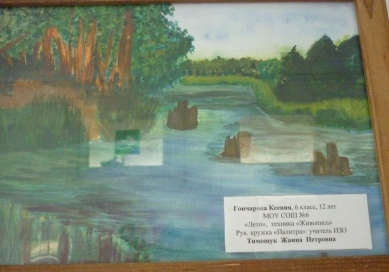 Гончарова Ксения, 6 класс, 12 лет
МОУ СОШ №6
«Лето», техника «Живопись»
Рук. кружка «Палитра»: учитель ИЗО
Тимощук Жанна Петровна